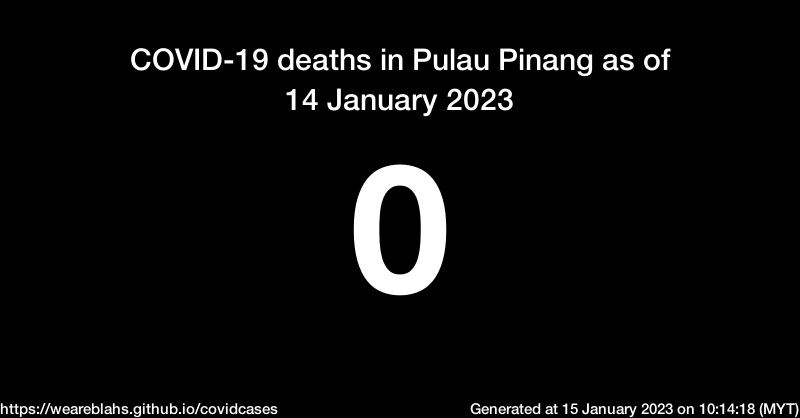 COVID-19 deaths in Pulau Pinang as of
14 January 2023
0
https://weareblahs.github.io/covidcases
Generated at 15 January 2023 on 10:14:18 (MYT)